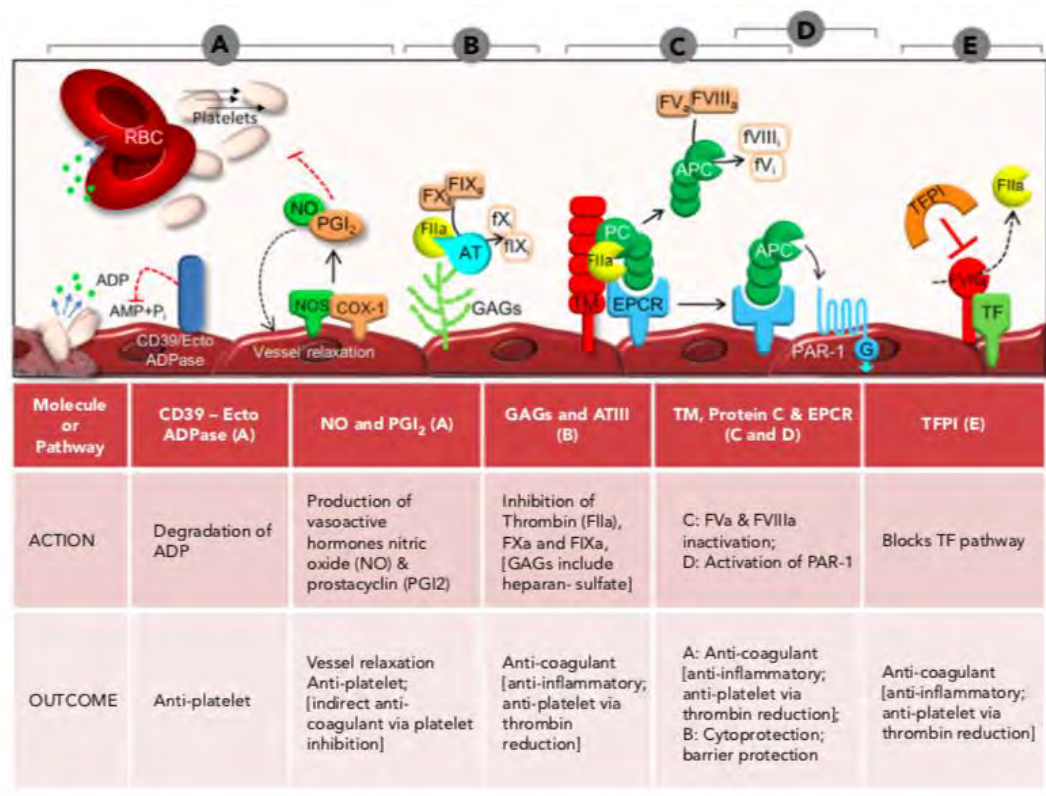 A
B
C
D
E
RBC
Platelets
NO
PGI2
ADP
AMP+Pi
CD39/Ecto
ADPase
NOS
COX-1
Vessel relaxation
FXa
FIXa
FIIa
AT
fXi
fIXi
GAGs
FVa
FVIIIa
APC
fVIIIi
fVi
PC
FIIa
TM
EPCR
APC
PAR-1
G
TFPI
FIIa
TF
Molecule
or
Pathway
CD39 – Ecto
ADPase (A)
NO and PGI2 (A)
GAGs and ATIII
(B)
TM, Protein C & EPCR
(C and D)
TFPI (E)
ACTION
Degradation of
ADP
Production of
vasoactive
hormones nitric
oxide (NO) &
prostacyclin (PGI2)
Inhibition of
Thrombin (FIIa),
FXa and FIXa,
[GAGs include
heparan- sulfate]
C: FVa & FVIIIa
inactivation;
D: Activation of PAR-1
Blocks TF pathway
OUTCOME
Anti-platelet
Vessel relaxation
Anti-platelet;
[indirect anti-
coagulant via platelet
inhibition]
Anti-coagulant
[anti-inflammatory;
anti-platelet via
thrombin
reduction]
A: Anti-coagulant
[anti-inflammatory;
anti-platelet via
thrombin reduction];
B: Cytoprotection;
barrier protection
Anti-coagulant
[anti-inflammatory;
anti-platelet via
thrombin reduction]